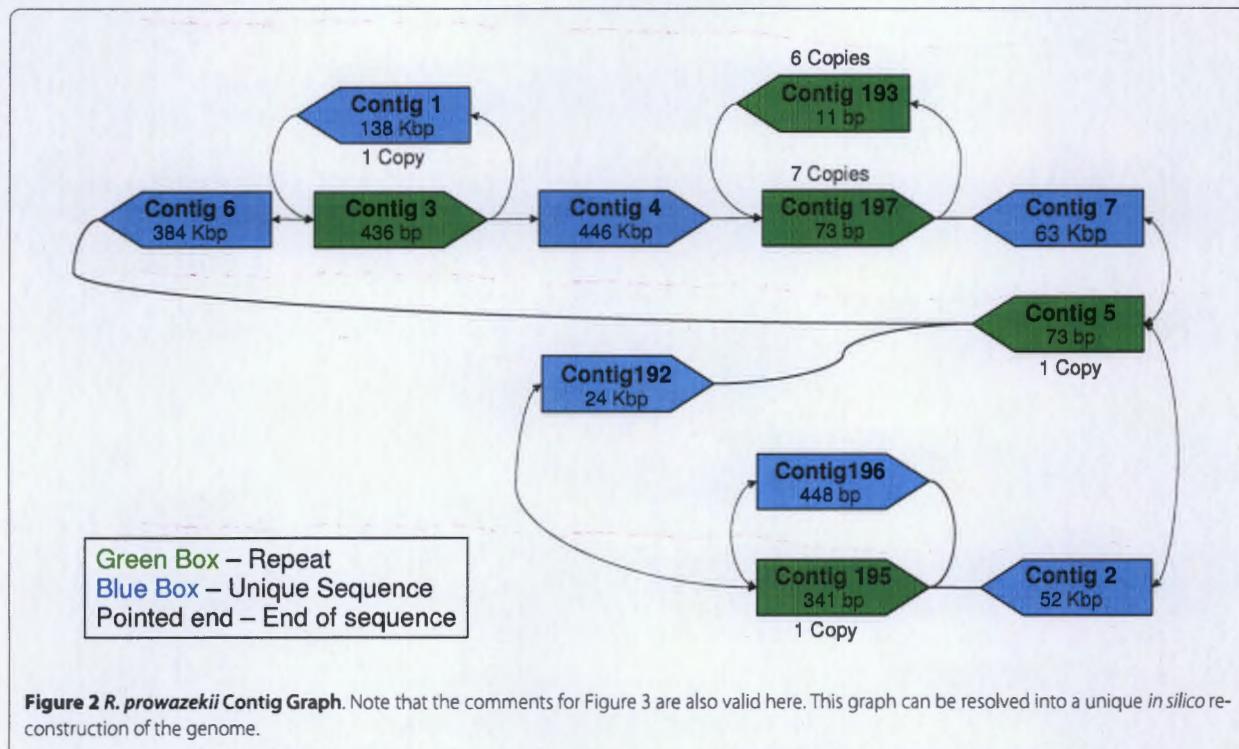 6 Copies
Contig 193
11 bp
Contig 1
138 Kbp
1 Copy
7 Copies
Contig 6
384 Kbp
Contig 3
436 bp
Contig 4
446 Kbp
Contig 197
73 bp
Contig 7
63 Kbp
Contig 5
73 bp
1 Copy
Contig192
24 Kbp
Contig196
448 bp
Contig 195
341 bp
1 Copy
Contig 2
52 Kbp
Green Box – Repeat
Blue Box – Unique Sequence
Pointed end – End of sequence
Figure 2 R. prowazekii Contig Graph. Note that the comments for Figure 3 are also valid here. This graph can be resolved into a unique in silico re-
construction of the genome.